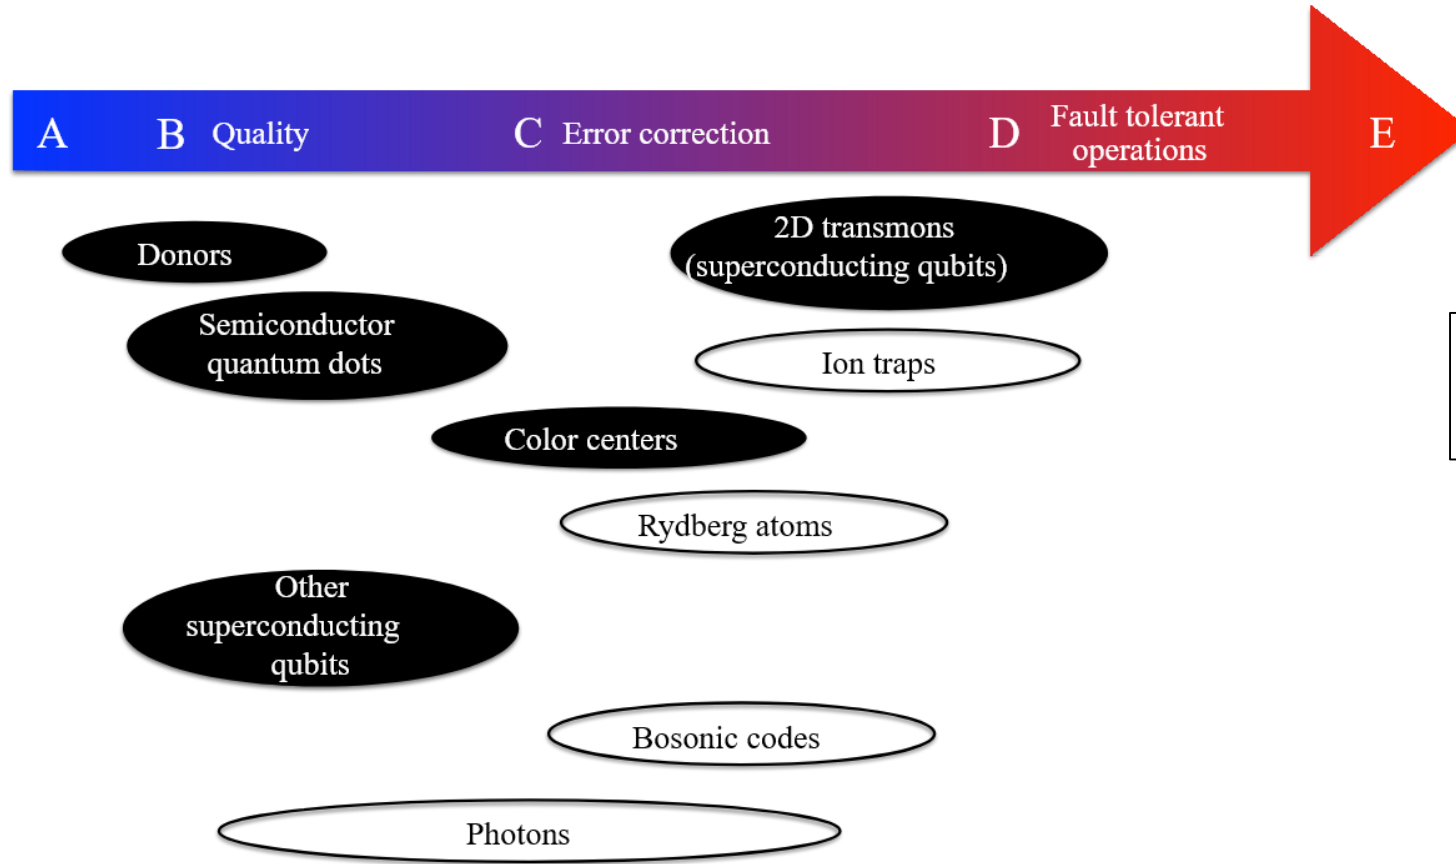 A B Quality C Error correction D Fault tolerant
operations E
Donors
2D transmons
(superconducting qubits)
Semiconductor
quantum dots
Ion traps
Color centers
Rydberg atoms
Other
superconducting
qubits
Bosonic codes
Photons